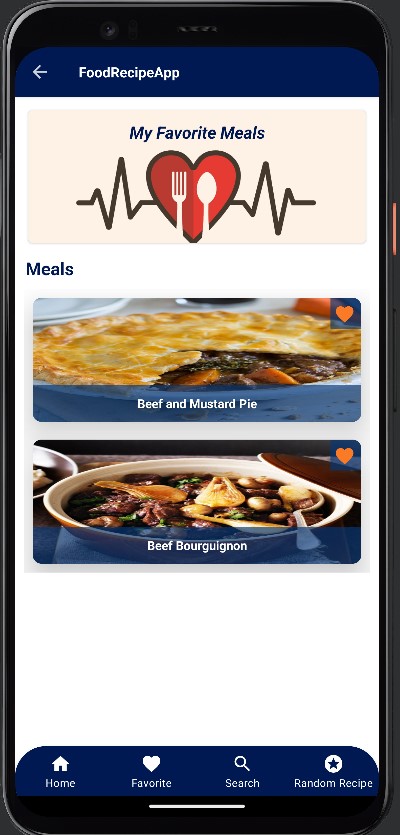 FoodRecipeApp
My Favorite Meals
Meals
Beef and Mustard Pie
Beef Bourguignon
Home
Favorite
Search
Random Recipe